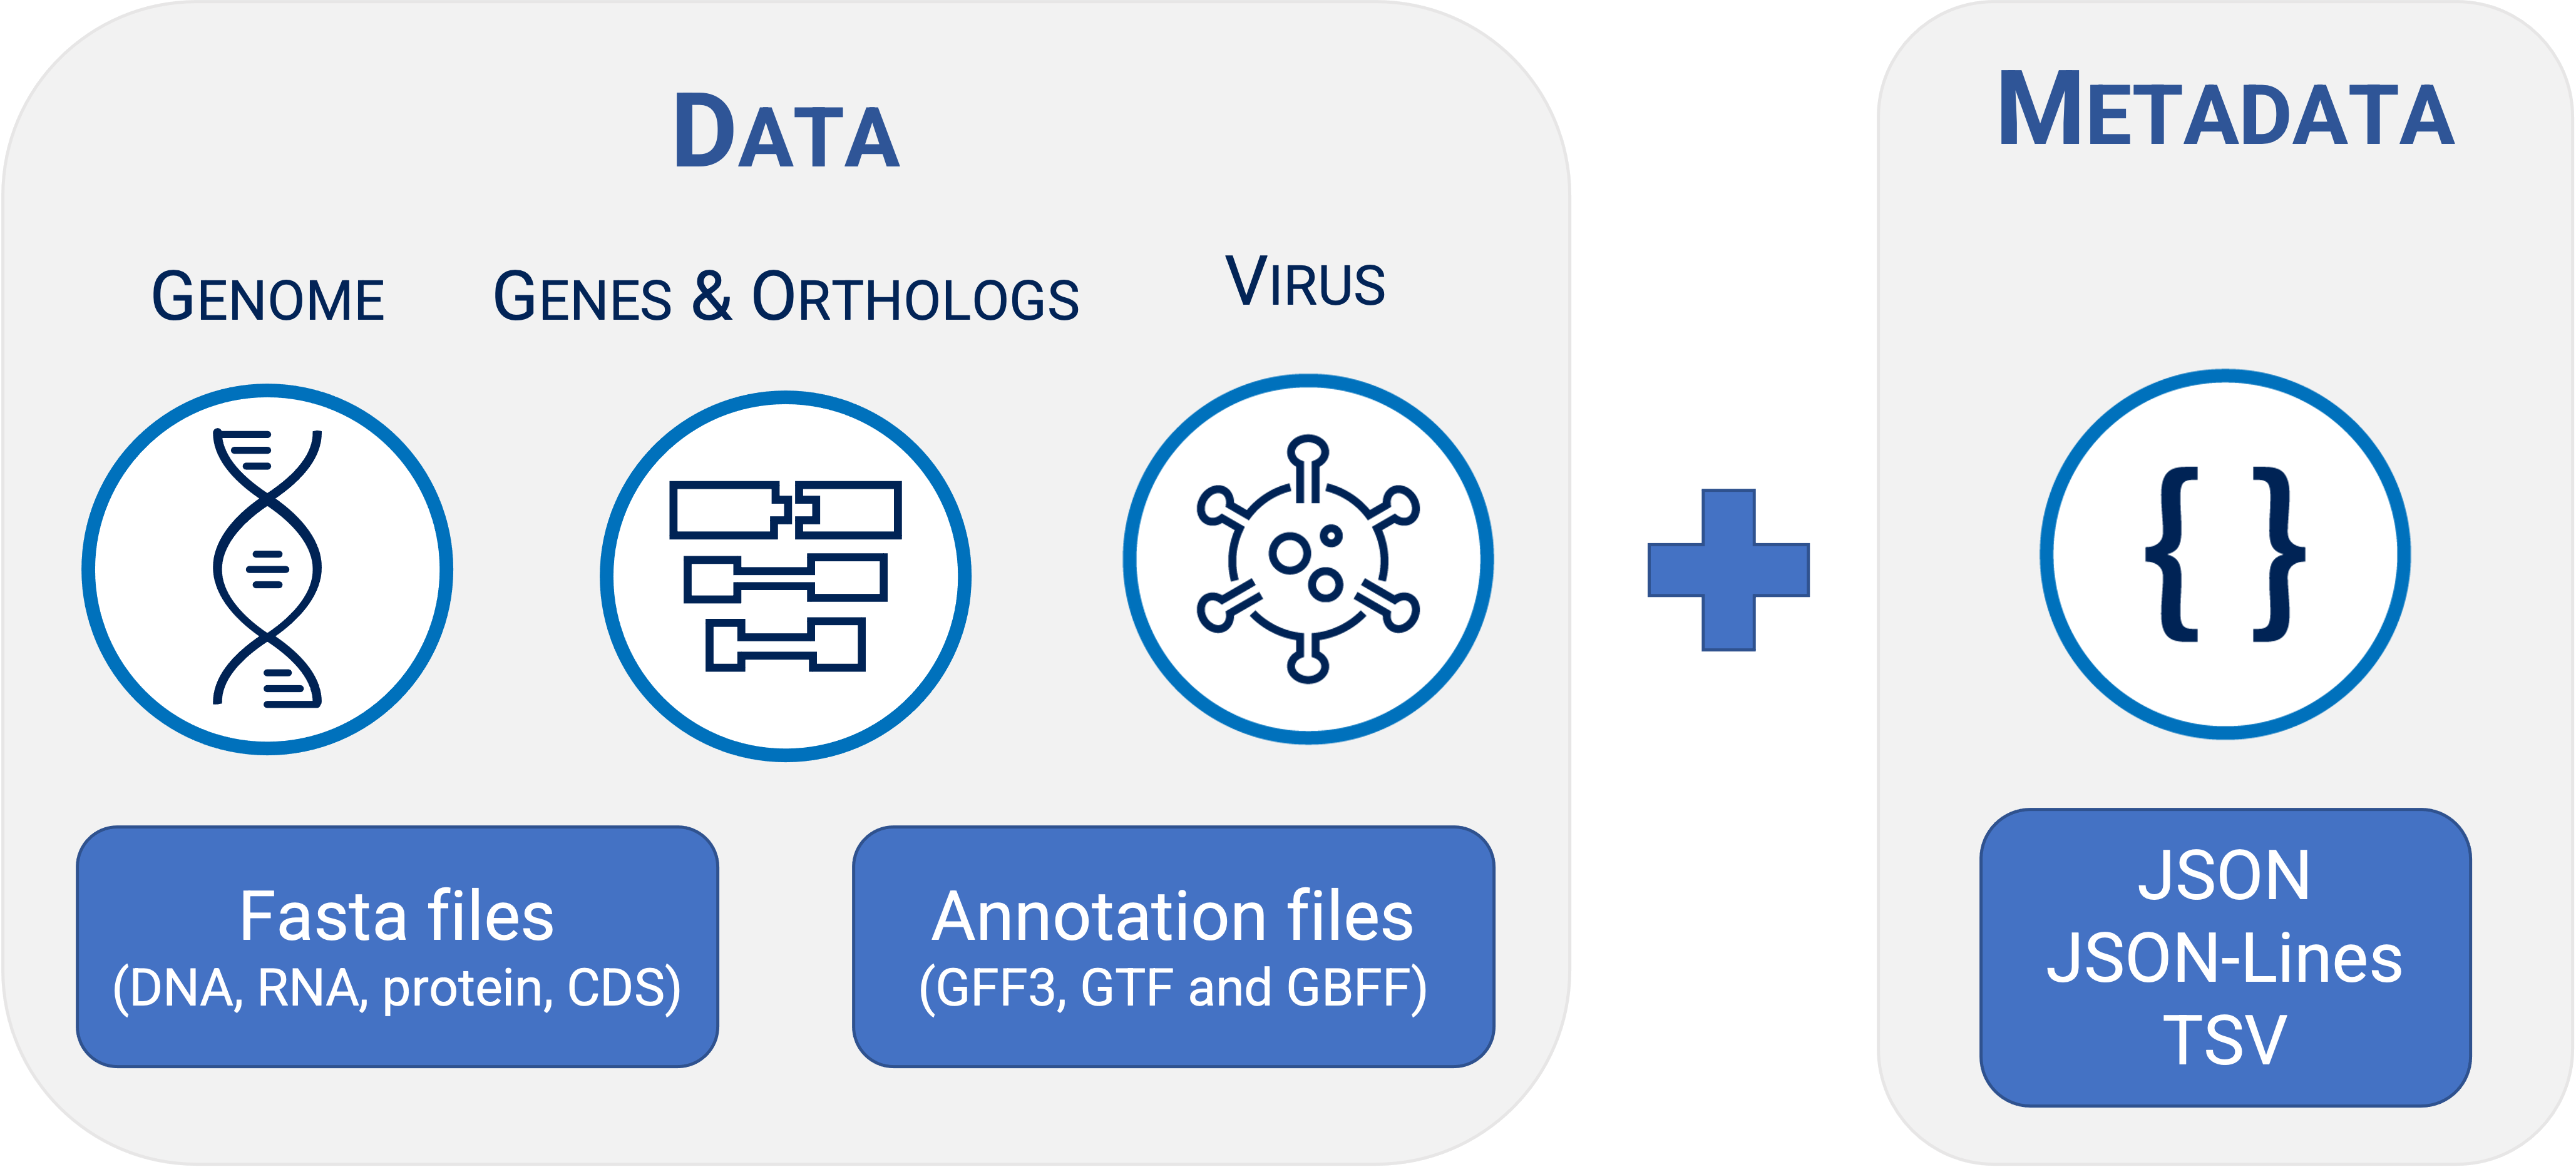 DATA
GENOME
GENES & ORTHOLOGS
VIRUS
Fasta files
(DNA, RNA, protein, CDS)
Annotation files
(GFF3, GTF and GBFF)
METADATA
{ }
JSON
JSON-Lines
TSV